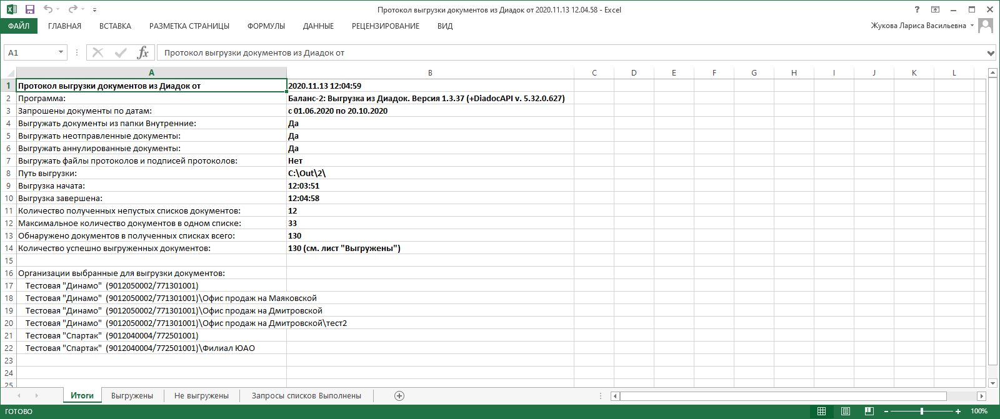 Протокол выгрузки документов из Диадок от 2020.11.13 12.04.58 - Excel
ФАЙЛ ГЛАВНАЯ ВСТАВКА РАЗМЕТКА СТРАНИЦЫ ФОРМУЛЫ ДАННЫЕ РЕЦЕНЗИРОВАНИЕ ВИД Жукова Лариса Васильевна
A1 fx Протокол выгрузки документов из Диадок от
A B C D E F G H I J K L
1 Протокол выгрузки документов из Диадок от 2020.11.13 12:04:59
2 Программа: Баланс-2: Выгрузка из Диадок. Версия 1.3.37 (+DiadocAPI v. 5.32.0.627)
3 Запрошены документы по датам: с 01.06.2020 по 20.10.2020
4 Выгружать документы из папки Внутренние: Да
5 Выгружать неотправленные документы: Да
6 Выгружать аннулированные документы: Да
7 Выгружать файлы протоколов и подписей протоколов: Нет
8 Путь выгрузки: C:\Out\2\
9 Выгрузка начата: 12:03:51
10 Выгрузка завершена: 12:04:58
11 Количество полученных непустых списков документов: 12
12 Максимальное количество документов в одном списке: 33
13 Обнаружено документов в полученных списках всего: 130
14 Количество успешно выгруженных документов: 130 (см. лист "Выгружены")
15
16 Организации выбранные для выгрузки документов:
17 Тестовая "Динамо" (9012050002/771301001)
18 Тестовая "Динамо" (9012050002/771301001)\Офис продаж на Маяковской
19 Тестовая "Динамо" (9012050002/771301001)\Офис продаж на Дмитровской
20 Тестовая "Динамо" (9012050002/771301001)\Офис продаж на Дмитровской\тест2
21 Тестовая "Спартак" (9012040004/772501001)
22 Тестовая "Спартак" (9012040004/772501001)\Филиал ЮАО
23
24
25
Итоги Выгружены Не выгружены Запросы списков Выполнены
ГОТОВО 100%